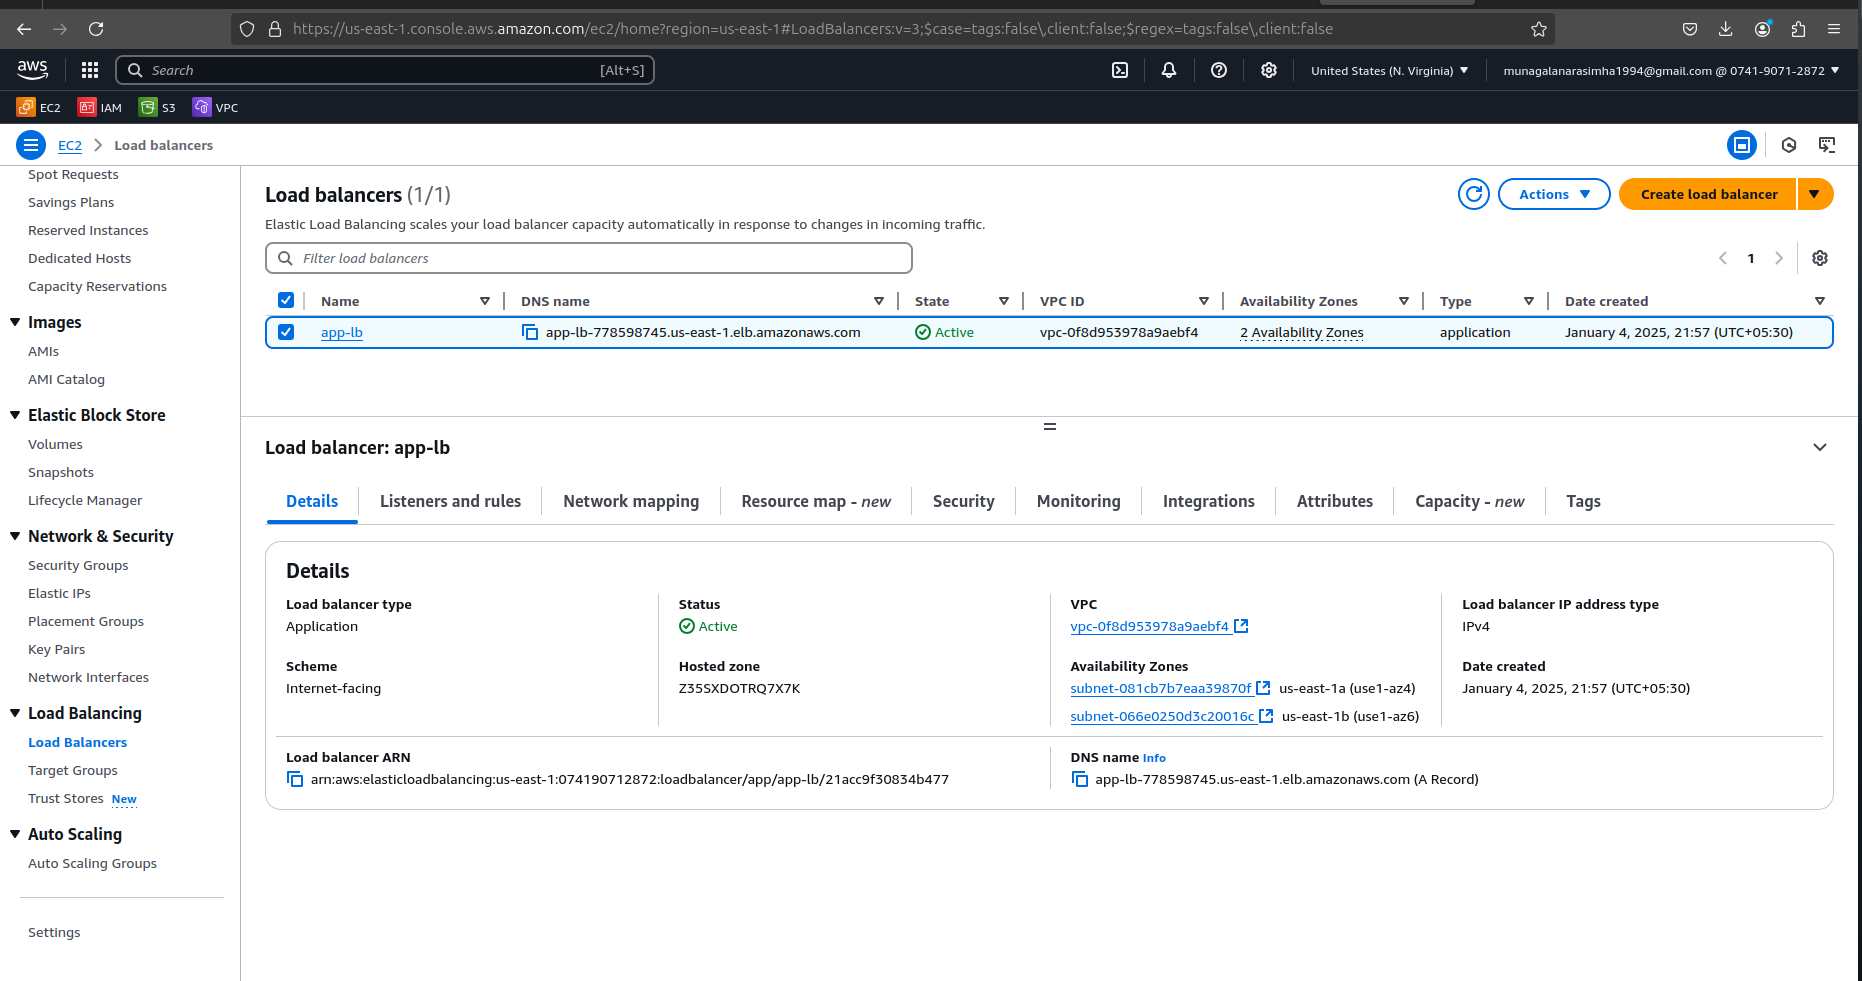 https://us-east-1.console.aws.amazon.com/ec2/home?region=us-east-1#LoadBalancers:v=3;$case=tags:false\,client:false;$regex=tags:false\,client:false
aws
Search [Alt+S]
United States (N. Virginia)
munagalanarasimha1994@gmail.com @ 0741-9071-2872
EC2 IAM S3 VPC
EC2 Load balancers
Spot Requests
Savings Plans
Reserved Instances
Dedicated Hosts
Capacity Reservations
Images
AMIs
AMI Catalog
Elastic Block Store
Volumes
Snapshots
Lifecycle Manager
Network & Security
Security Groups
Elastic IPs
Placement Groups
Key Pairs
Network Interfaces
Load Balancing
Load Balancers
Target Groups
Trust Stores New
Auto Scaling
Auto Scaling Groups
Settings
Load balancers (1/1)
Actions
Create load balancer
Elastic Load Balancing scales your load balancer capacity automatically in response to changes in incoming traffic.
Filter load balancers
1
Name DNS name State VPC ID Availability Zones Type Date created
app-lb app-lb-778598745.us-east-1.elb.amazonaws.com Active vpc-0f8d953978a9aebf4 2 Availability Zones application January 4, 2025, 21:57 (UTC+05:30)
Load balancer: app-lb
Details Listeners and rules Network mapping Resource map - new Security Monitoring Integrations Attributes Capacity - new Tags
Details
Load balancer type
Application
Scheme
Internet-facing
Status
Active
Hosted zone
Z35SXDOTRQ7X7K
VPC
vpc-0f8d953978a9aebf4
Availability Zones
subnet-081cb7b7eaa39870f us-east-1a (use1-az4)
subnet-066e0250d3c20016c us-east-1b (use1-az6)
Load balancer IP address type
IPv4
Date created
January 4, 2025, 21:57 (UTC+05:30)
Load balancer ARN
arn:aws:elasticloadbalancing:us-east-1:074190712872:loadbalancer/app/app-lb/21acc9f30834b477
DNS name Info
app-lb-778598745.us-east-1.elb.amazonaws.com (A Record)